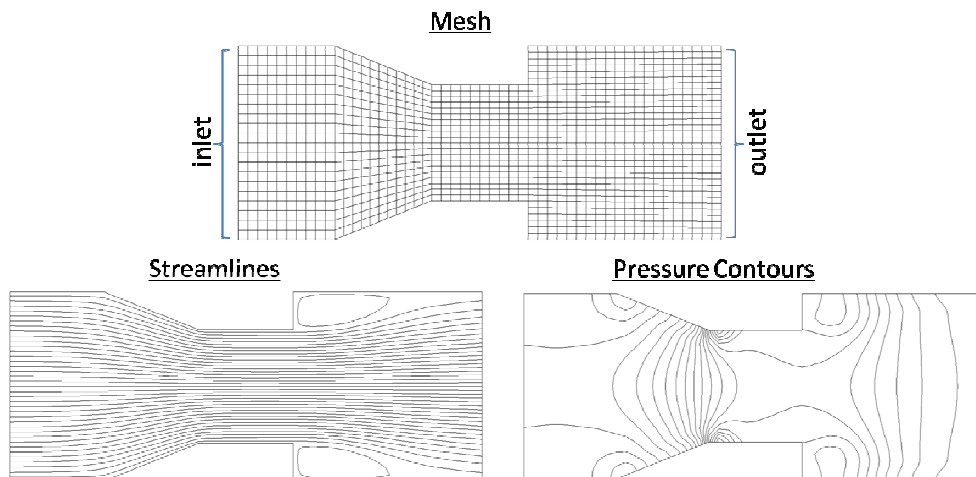 Mesh
inlet
outlet
Streamlines
Pressure Contours